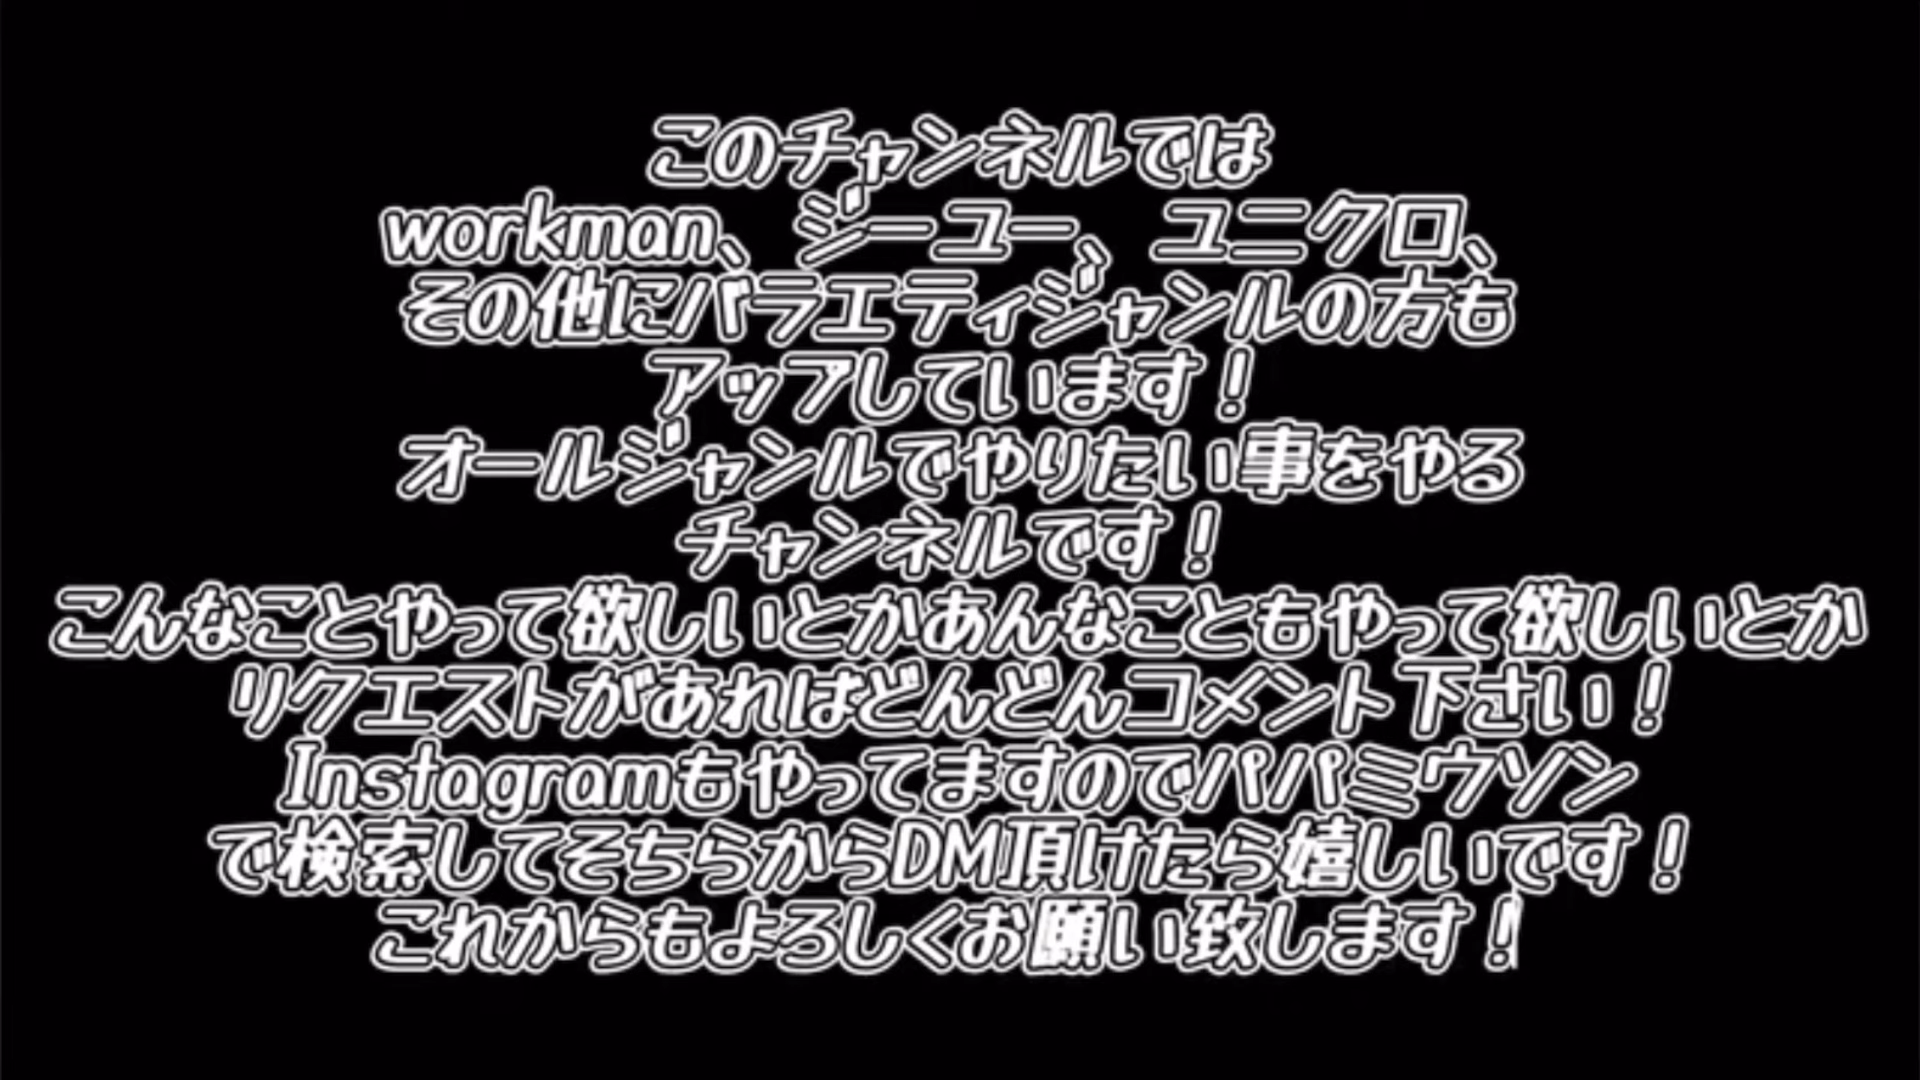 このチャンネルでは
workman、ジーユー、ユニクロ、
その他にバラエティジャンルの方も
アップしています！
オールジャンルでやりたい事をやる
チャンネルです！
こんなことやって欲しいとかあんなこともやって欲しいとか
リクエストがあればどんどんコメント下さい！
Instagramもやってますのでパパミウソン
で検索してそちらからDM頂けたら嬉しいです！
これからもよろしくお願い致します！